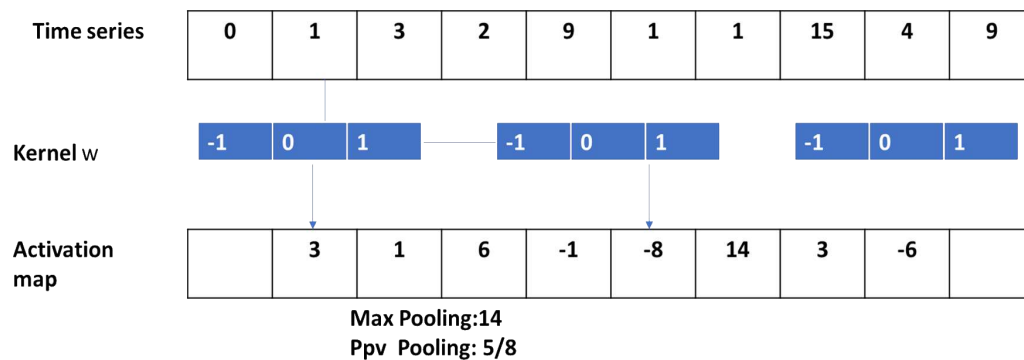 Time series 0 1 3 2 9 1 1 15 4 9
Kernel w -1 0 1 -1 0 1 -1 0 1
Activation map 3 1 6 -1 -8 14 3 -6
Max Pooling:14
Ppv Pooling: 5/8